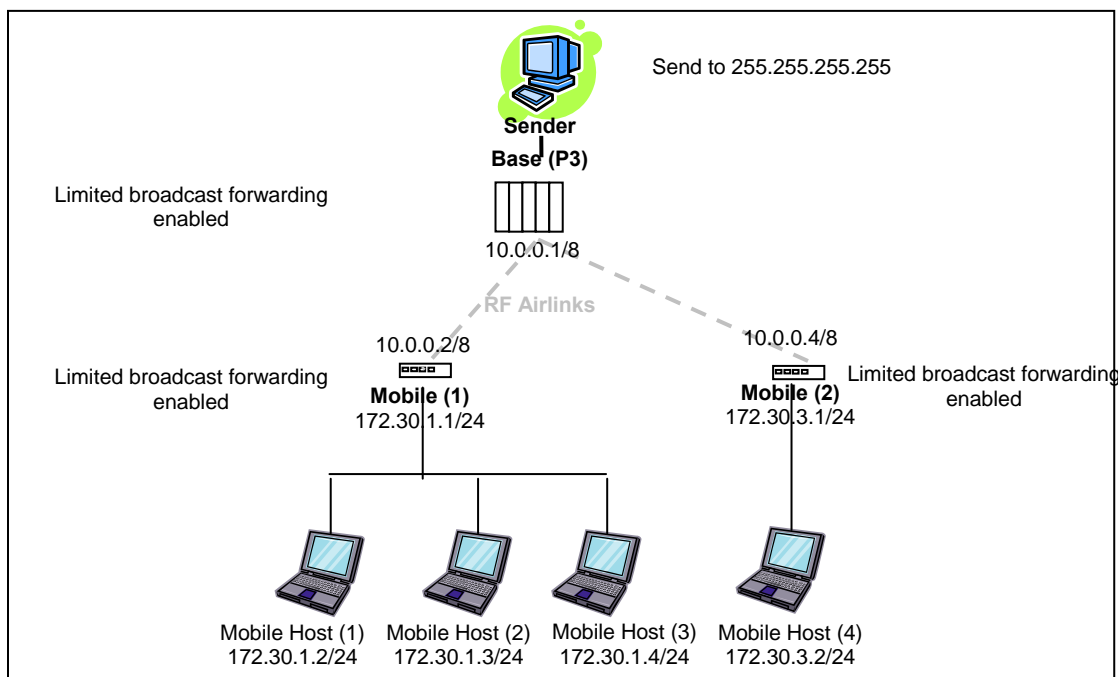 Send to 255.255.255.255
Sender
Base (P3)
Limited broadcast forwarding
enabled
10.0.0.1/8
RF Airlinks
10.0.0.2/8
10.0.0.4/8
Limited broadcast forwarding
enabled
Mobile (1)
172.30.1.1/24
Mobile (2)
172.30.3.1/24
Limited broadcast forwarding
enabled
Mobile Host (1)
172.30.1.2/24
Mobile Host (2)
172.30.1.3/24
Mobile Host (3)
172.30.1.4/24
Mobile Host (4)
172.30.3.2/24